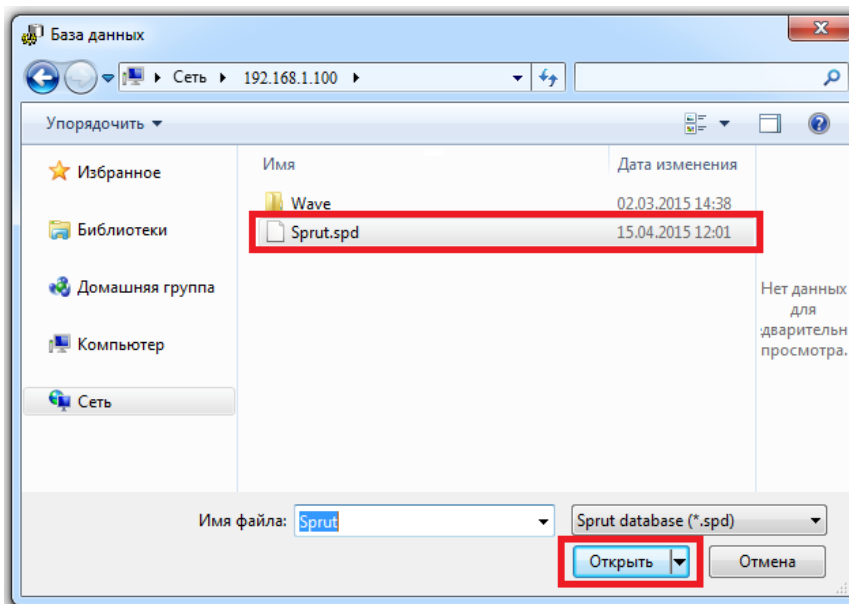 База данных
Сеть 192.168.1.100
Упорядочить
Избранное
Библиотеки
Домашняя группа
Компьютер
Сеть
Имя Дата изменения
Wave 02.03.2015 14:38
Sprut.spd 15.04.2015 12:01
Нет данных
для
дварительн
просмотра.
Имя файла: Sprut Sprut database (*.spd)
Открыть Отмена